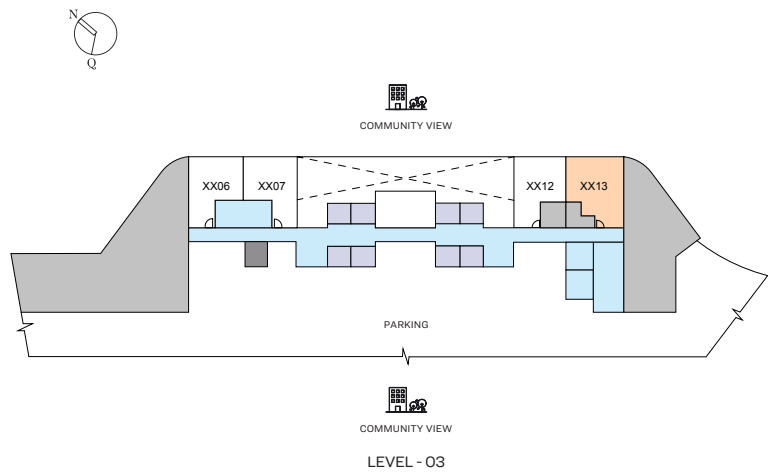 N
Q
COMMUNITY VIEW
XX06
XX07
XX12
XX13
PARKING
COMMUNITY VIEW
LEVEL - 03